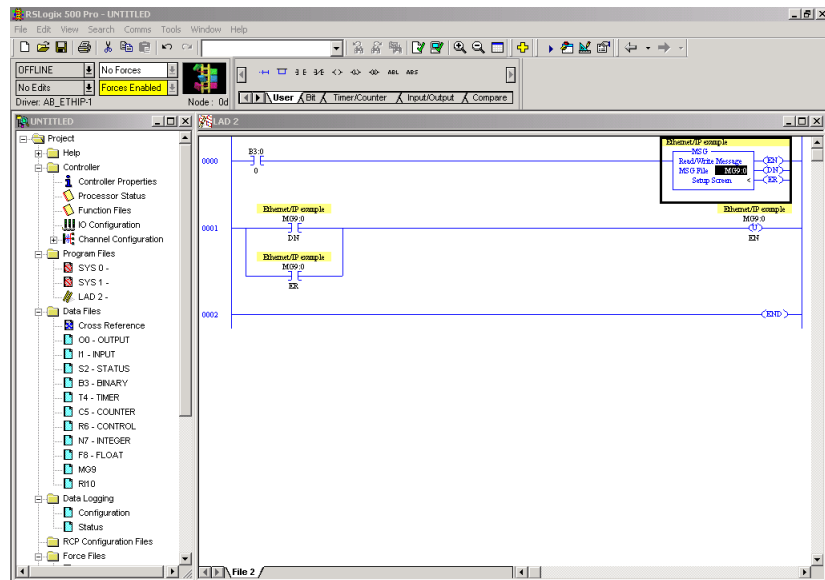 RSLogix 500 Pro - UNTITLED
File Edit View Search Comms Tools Window Help
OFFLINE No Forces
No Edits Forces Enabled
Driver: AB_ETHIP-1 Node : 0d
ABL ABS
User Bit Timer/Counter Input/Output Compare
UNTITLED
Project
Help
Controller
Controller Properties
Processor Status
Function Files
IO Configuration
Channel Configuration
Program Files
SYS 0 -
SYS 1 -
LAD 2 -
Data Files
Cross Reference
O0 - OUTPUT
I1 - INPUT
S2 - STATUS
B3 - BINARY
T4 - TIMER
C5 - COUNTER
R6 - CONTROL
N7 - INTEGER
F8 - FLOAT
MG9
RI10
Data Logging
Configuration
Status
RCP Configuration Files
Force Files
LAD 2
0000
B3:0
0
Ethernet/IP example
MSG
Read/Write Message
MSG File MG9:0
Setup Screen <
EN
DN
ER
0001
Ethernet/IP example
MG9:0
DN
Ethernet/IP example
MG9:0
U
EN
Ethernet/IP example
MG9:0
ER
0002
END
File 2